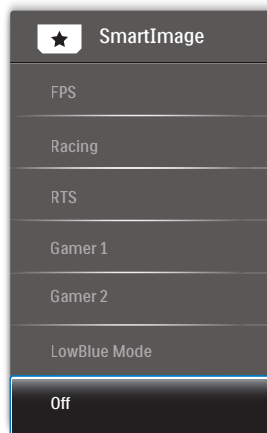 SmartImage
FPS
Racing
RTS
Gamer 1
Gamer 2
LowBlue Mode
Off